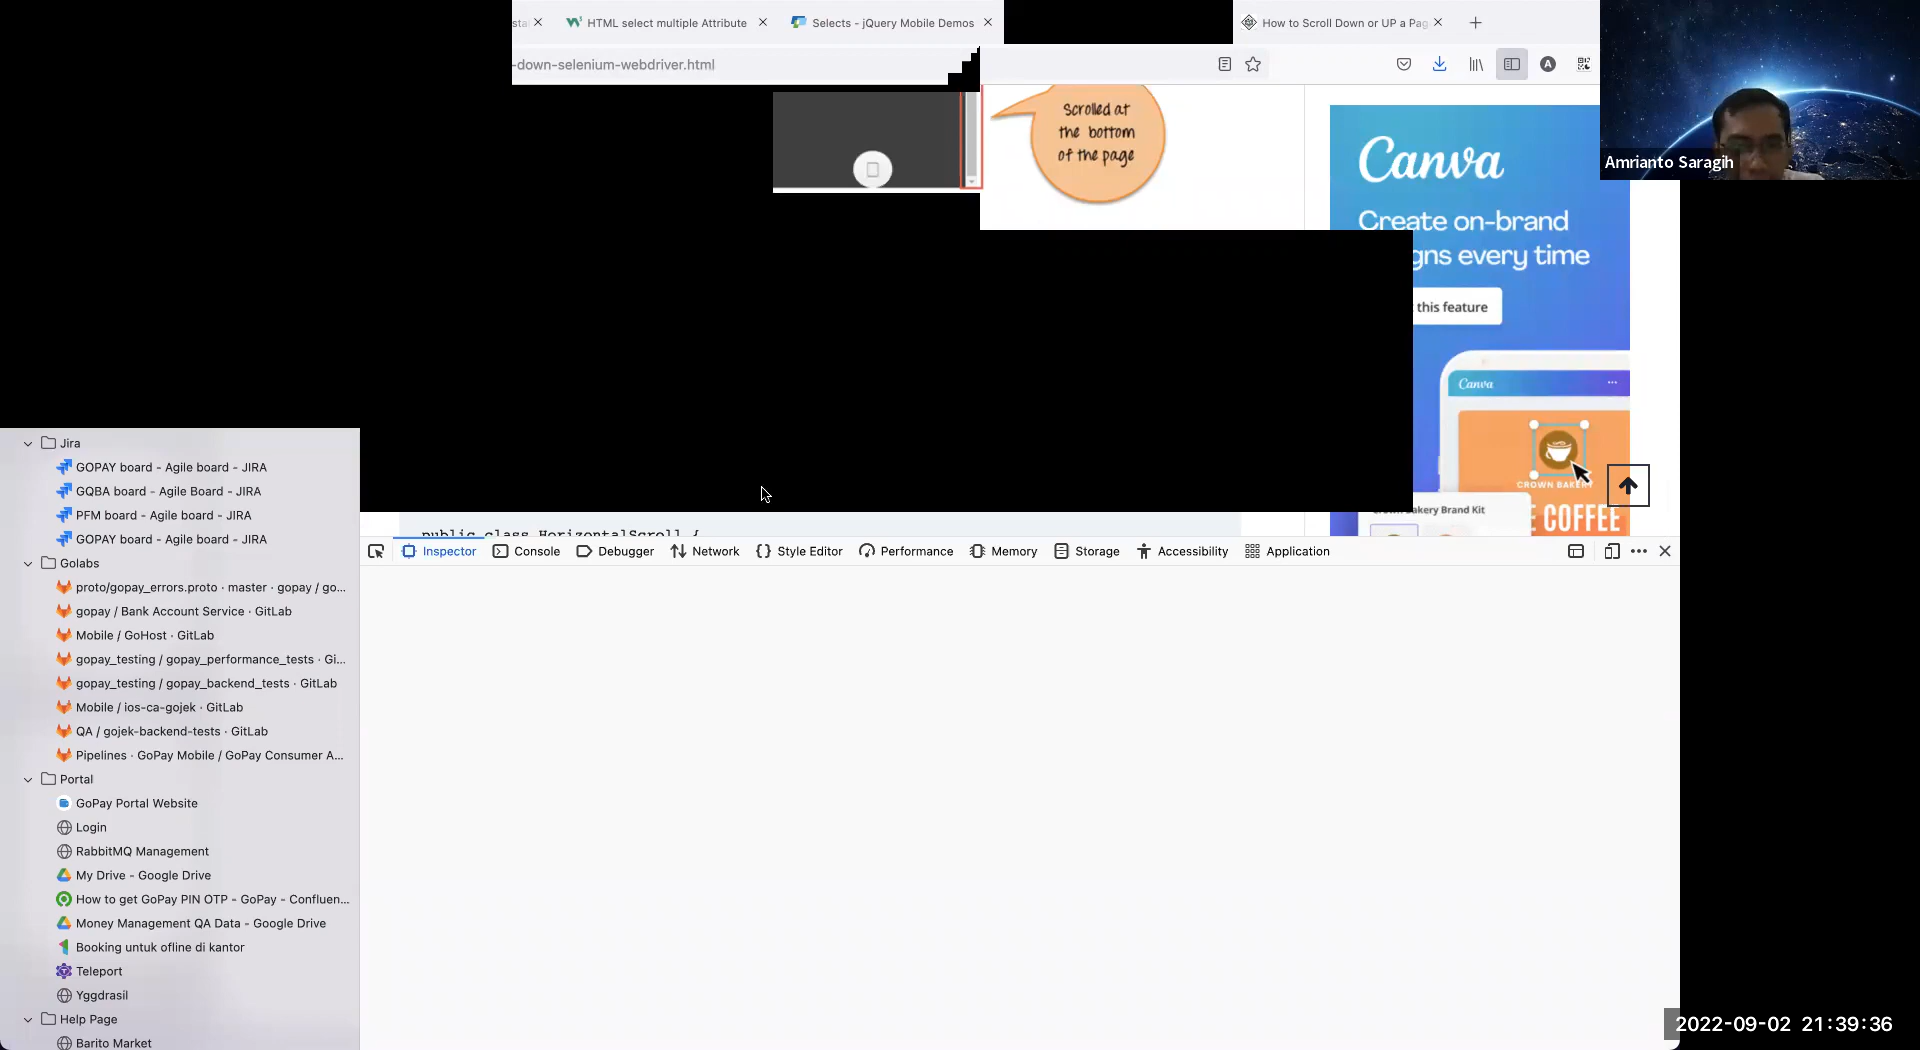 HTML select multiple Attribute
Selects - jQuery Mobile Demos
How to Scroll Down or UP a Pag
-down-selenium-webdriver.html
Scrolled at
the bottom
of the page
Canva
Create on-brand
gns every time
this feature
Canva
CROWN BAKERY
Crown Bakery Brand Kit
E COFFEE
Amrianto Saragih
public class HorizontalScroll {
Inspector Console Debugger Network Style Editor Performance Memory Storage Accessibility Application
Jira
GOPAY board - Agile board - JIRA
GQBA board - Agile Board - JIRA
PFM board - Agile board - JIRA
GOPAY board - Agile board - JIRA
Golabs
proto/gopay_errors.proto · master · gopay / go...
gopay / Bank Account Service · GitLab
Mobile / GoHost · GitLab
gopay_testing / gopay_performance_tests · Gi...
gopay_testing / gopay_backend_tests · GitLab
Mobile / ios-ca-gojek · GitLab
QA / gojek-backend-tests · GitLab
Pipelines · GoPay Mobile / GoPay Consumer A...
Portal
GoPay Portal Website
Login
RabbitMQ Management
My Drive - Google Drive
How to get GoPay PIN OTP - GoPay - Confluen...
Money Management QA Data - Google Drive
Booking untuk ofline di kantor
Teleport
Yggdrasil
Help Page
Barito Market
2022-09-02 21:39:36